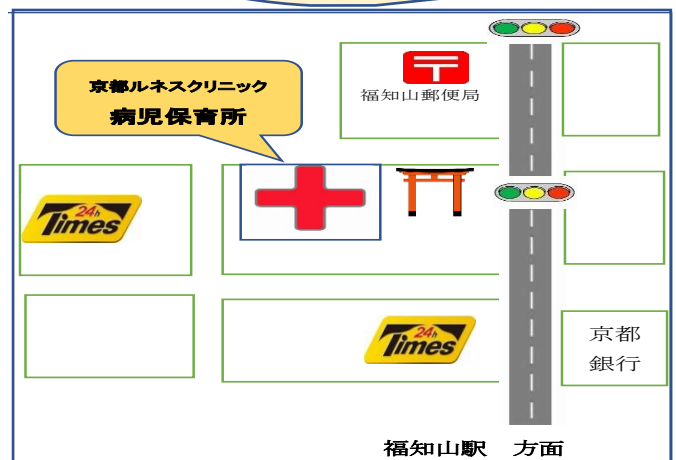 福知山郵便局
京都ルネスクリニック
病児保育所
24h
Times
24h
Times
京都
銀行
福知山駅 方面